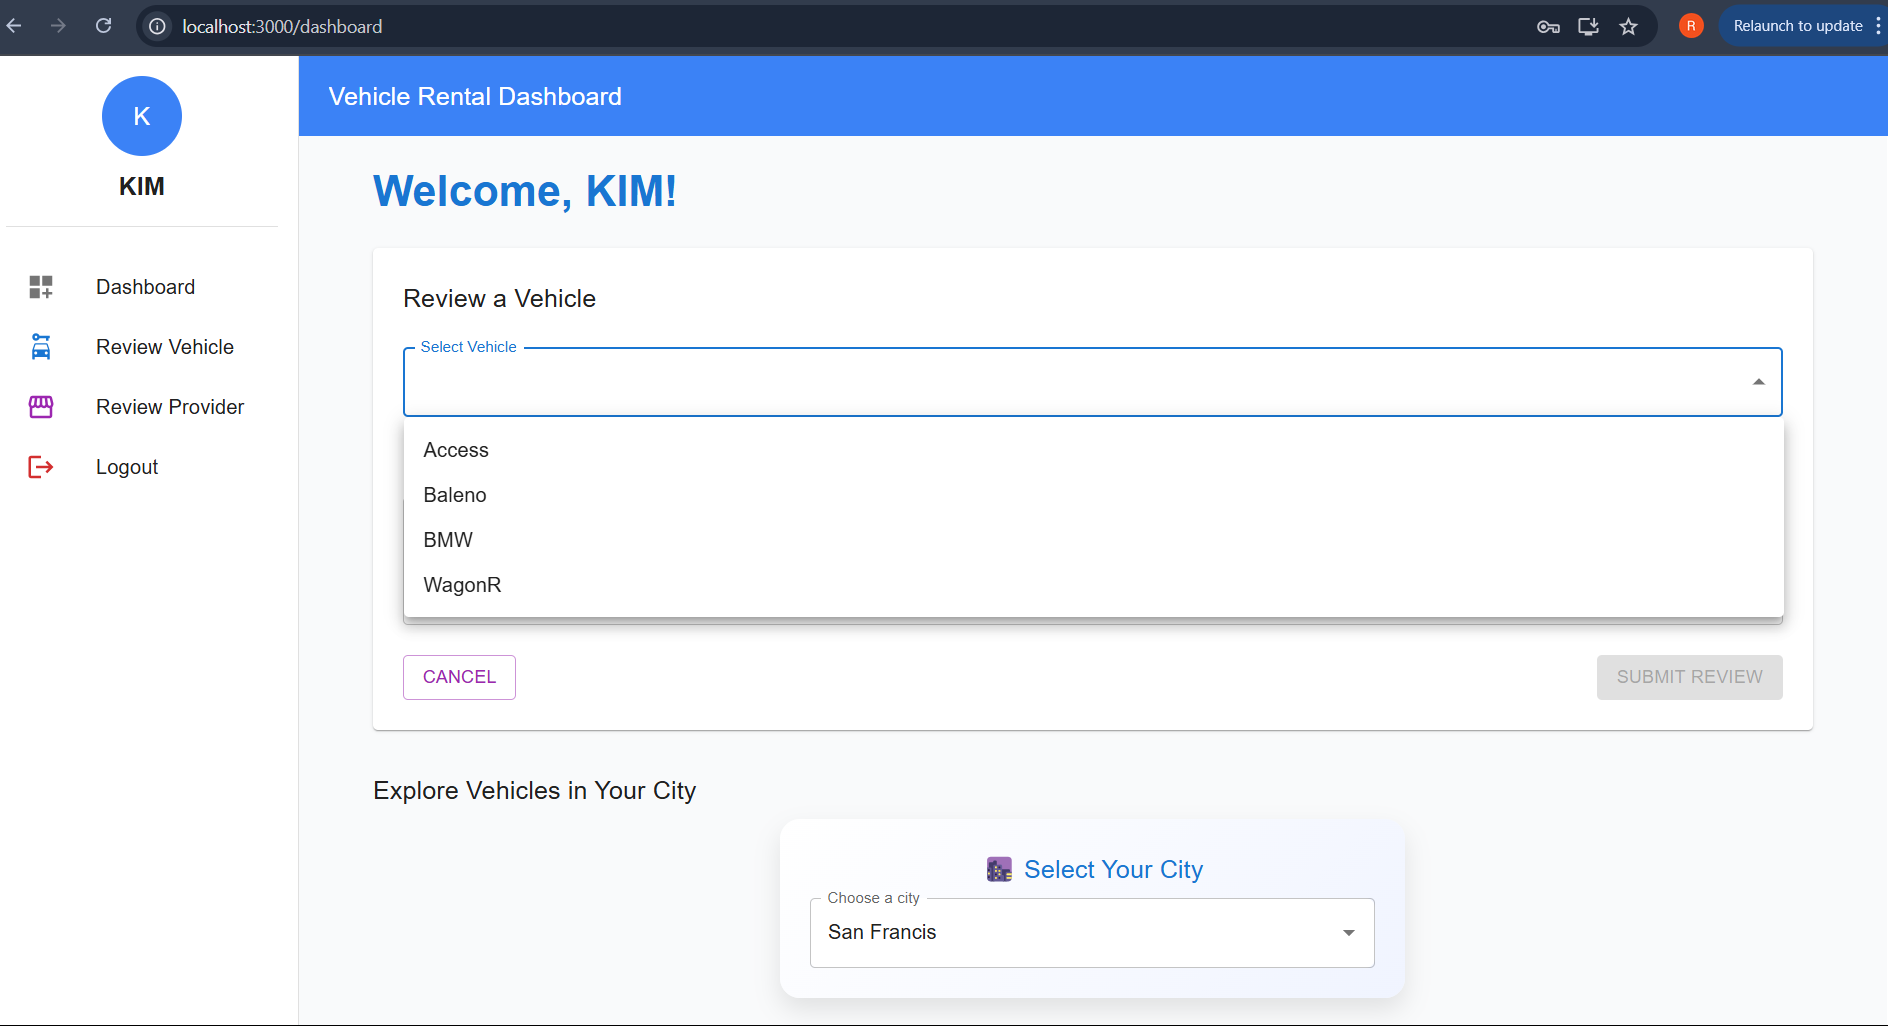 localhost:3000/dashboard
R
Relaunch to update
K
KIM
Dashboard
Review Vehicle
Review Provider
Logout
Vehicle Rental Dashboard
Welcome, KIM!
Review a Vehicle
Select Vehicle
Access
Baleno
BMW
WagonR
CANCEL
SUBMIT REVIEW
Explore Vehicles in Your City
Select Your City
Choose a city
San Francis